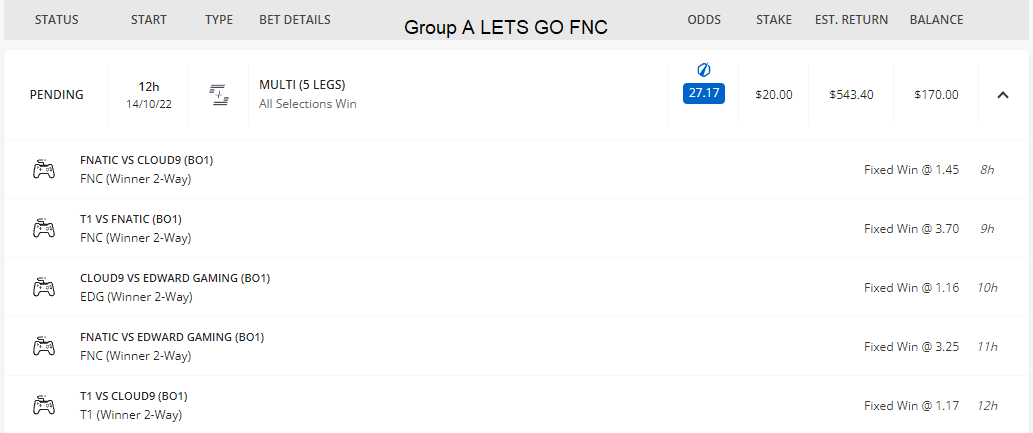 STATUS START TYPE BET DETAILS Group A LETS GO FNC ODDS STAKE EST. RETURN BALANCE
PENDING 12h 14/10/22 MULTI (5 LEGS) 27.17 $20.00 $543.40 $170.00
All Selections Win
FNATIC VS CLOUD9 (BO1)
FNC (Winner 2-Way) Fixed Win @ 1.45 8h
T1 VS FNATIC (BO1)
FNC (Winner 2-Way) Fixed Win @ 3.70 9h
CLOUD9 VS EDWARD GAMING (BO1)
EDG (Winner 2-Way) Fixed Win @ 1.16 10h
FNATIC VS EDWARD GAMING (BO1)
FNC (Winner 2-Way) Fixed Win @ 3.25 11h
T1 VS CLOUD9 (BO1)
T1 (Winner 2-Way) Fixed Win @ 1.17 12h